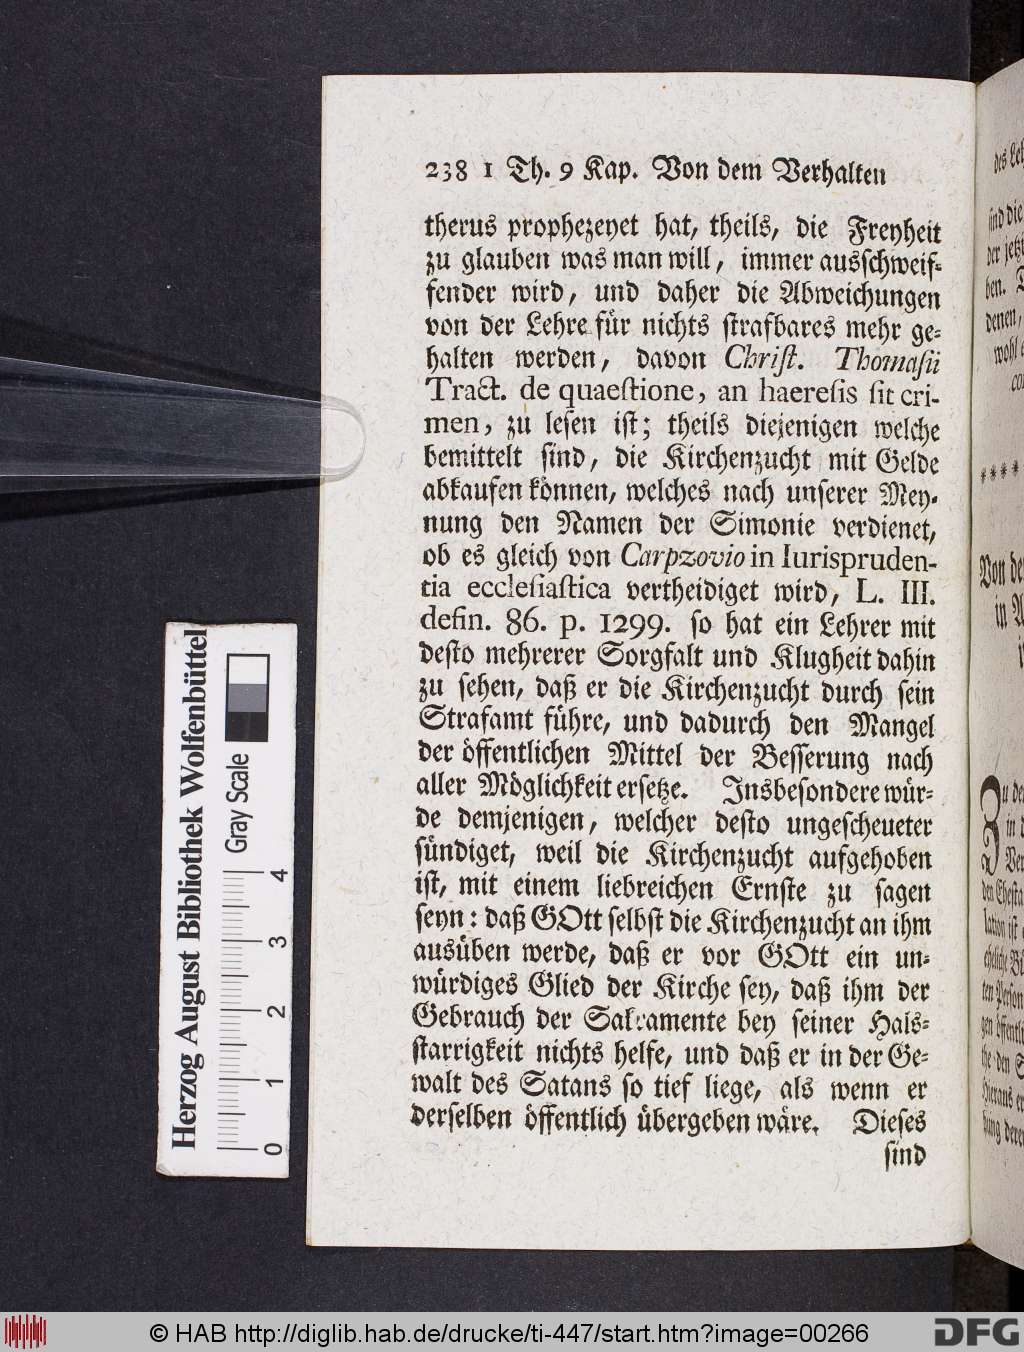 238 1 Th. 9 Kap. Von dem Verhalten
therus prophezeyet hat, theils, die Freyheit
zu glauben was man will, immer ausschweif-
fender wird, und daher die Abweichungen
von der Lehre für nichts strafbares mehr ge-
halten werden, davon Christ. Thomasii
Tract. de quaestione, an haeresis sit cri-
men, zu lesen ist; theils diejenigen welche
bemittelt sind, die Kirchenzucht mit Gelde
abkaufen können, welches nach unserer Mey-
nung den Namen der Simonie verdienet,
ob es gleich von Carpzovio in Iurispruden-
tia ecclesiastica vertheidiget wird, L. III.
defin. 86. p. 1299. so hat ein Lehrer mit
desto mehrerer Sorgfalt und Klugheit dahin
zu sehen, daß er die Kirchenzucht durch sein
Strafamt führe, und dadurch den Mangel
der öffentlichen Mittel der Besserung nach
aller Möglichkeit ersetze. Insbesondere wür-
de demjenigen, welcher desto ungescheueter
sündiget, weil die Kirchenzucht aufgehoben
ist, mit einem liebreichen Ernste zu sagen
seyn: daß GOtt selbst die Kirchenzucht an ihm
ausüben werde, daß er vor GOtt ein un-
würdiges Glied der Kirche sey, daß ihm der
Gebrauch der Sakramente bey seiner Hals-
starrigkeit nichts helfe, und daß er in der Ge-
walt des Satans so tief liege, als wenn er
derselben öffentlich übergeben wäre. Dieses
sind
Herzog August Bibliothek Wolfenbüttel
Gray Scale
0 1 2 3 4
sind die
ben.
denen,
wohl
****
Von
in
© HAB http://diglib.hab.de/drucke/ti-447/start.htm?image=00266
DFG